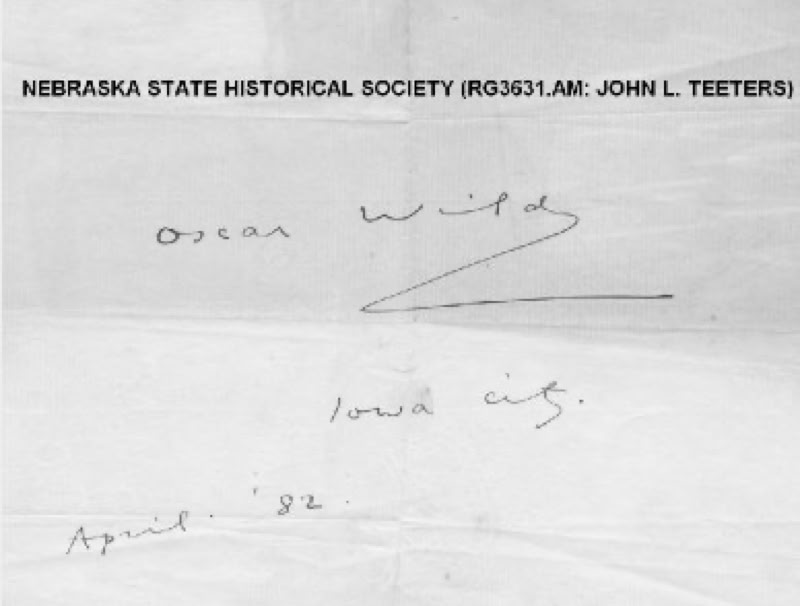 NEBRASKA STATE HISTORICAL SOCIETY (RG3631.AM: JOHN L. TEETERS)
Oscar Wilde
Iowa City.
April. '82.